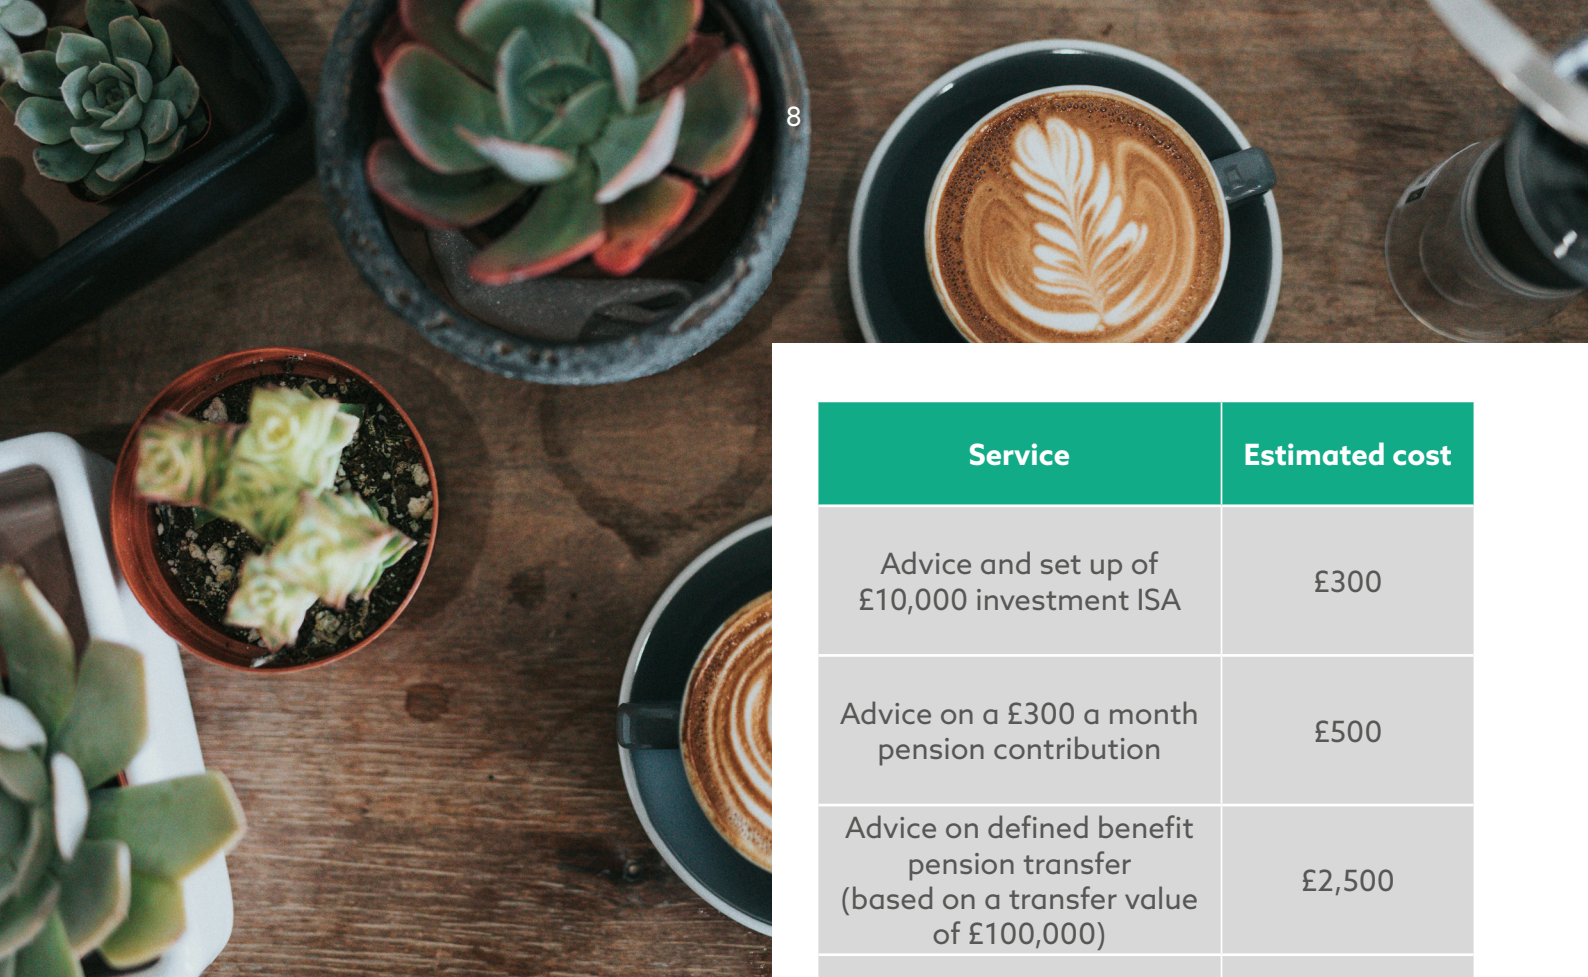 8
Service
Estimated cost
Advice and set up of
£10,000 investment ISA
£300
Advice on a £300 a month
pension contribution
£500
Advice on defined benefit
pension transfer
(based on a transfer value
of £100,000)
£2,500